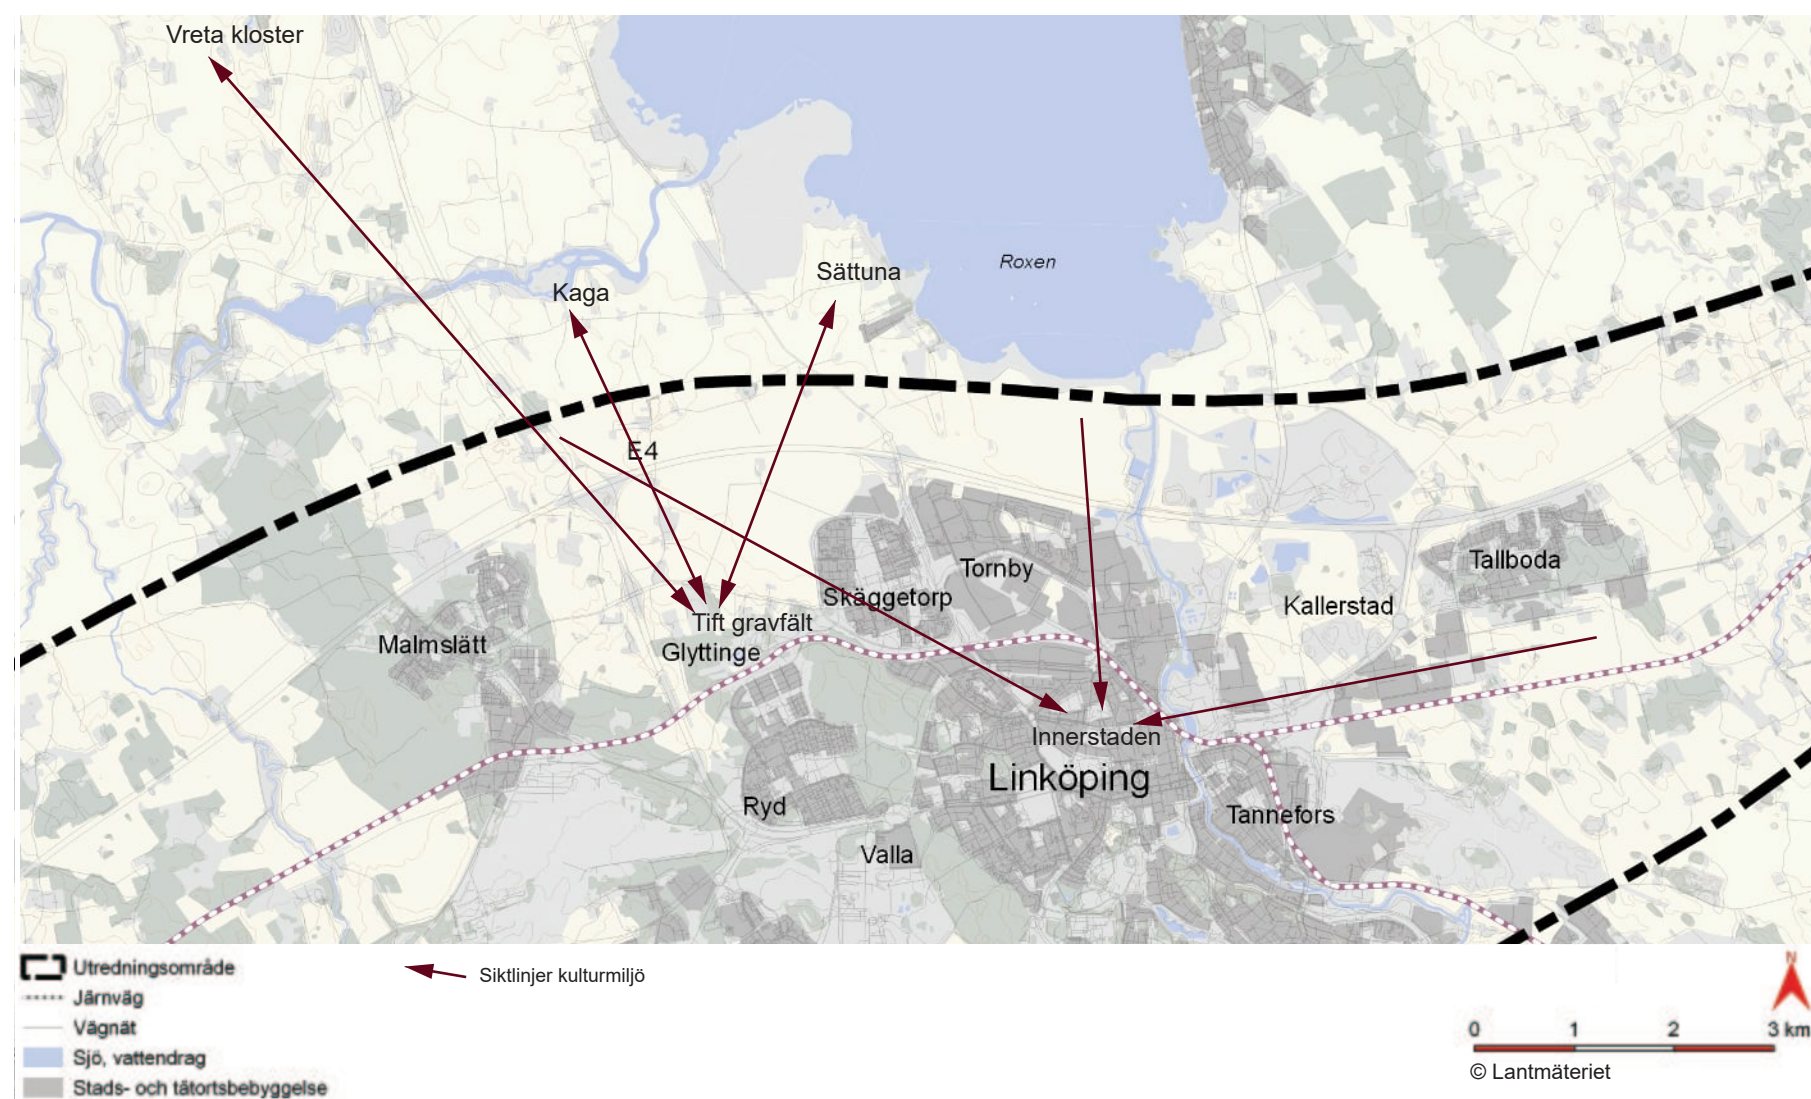 Vreta kloster
Roxen
Sättuna
Kaga
E4
Tallboda
Tornby
Skäggetorp
Kallerstad
Tift gravfält
Malmslätt
Glyttinge
Innerstaden
Linköping
Ryd
Tannefors
Valla
Utredningsområde
Siktlinjer kulturmiljö
N
Järnväg
Vägnät
0 1 2 3 km
Sjö, vattendrag
© Lantmäteriet
Stads- och tätortsbebyggelse